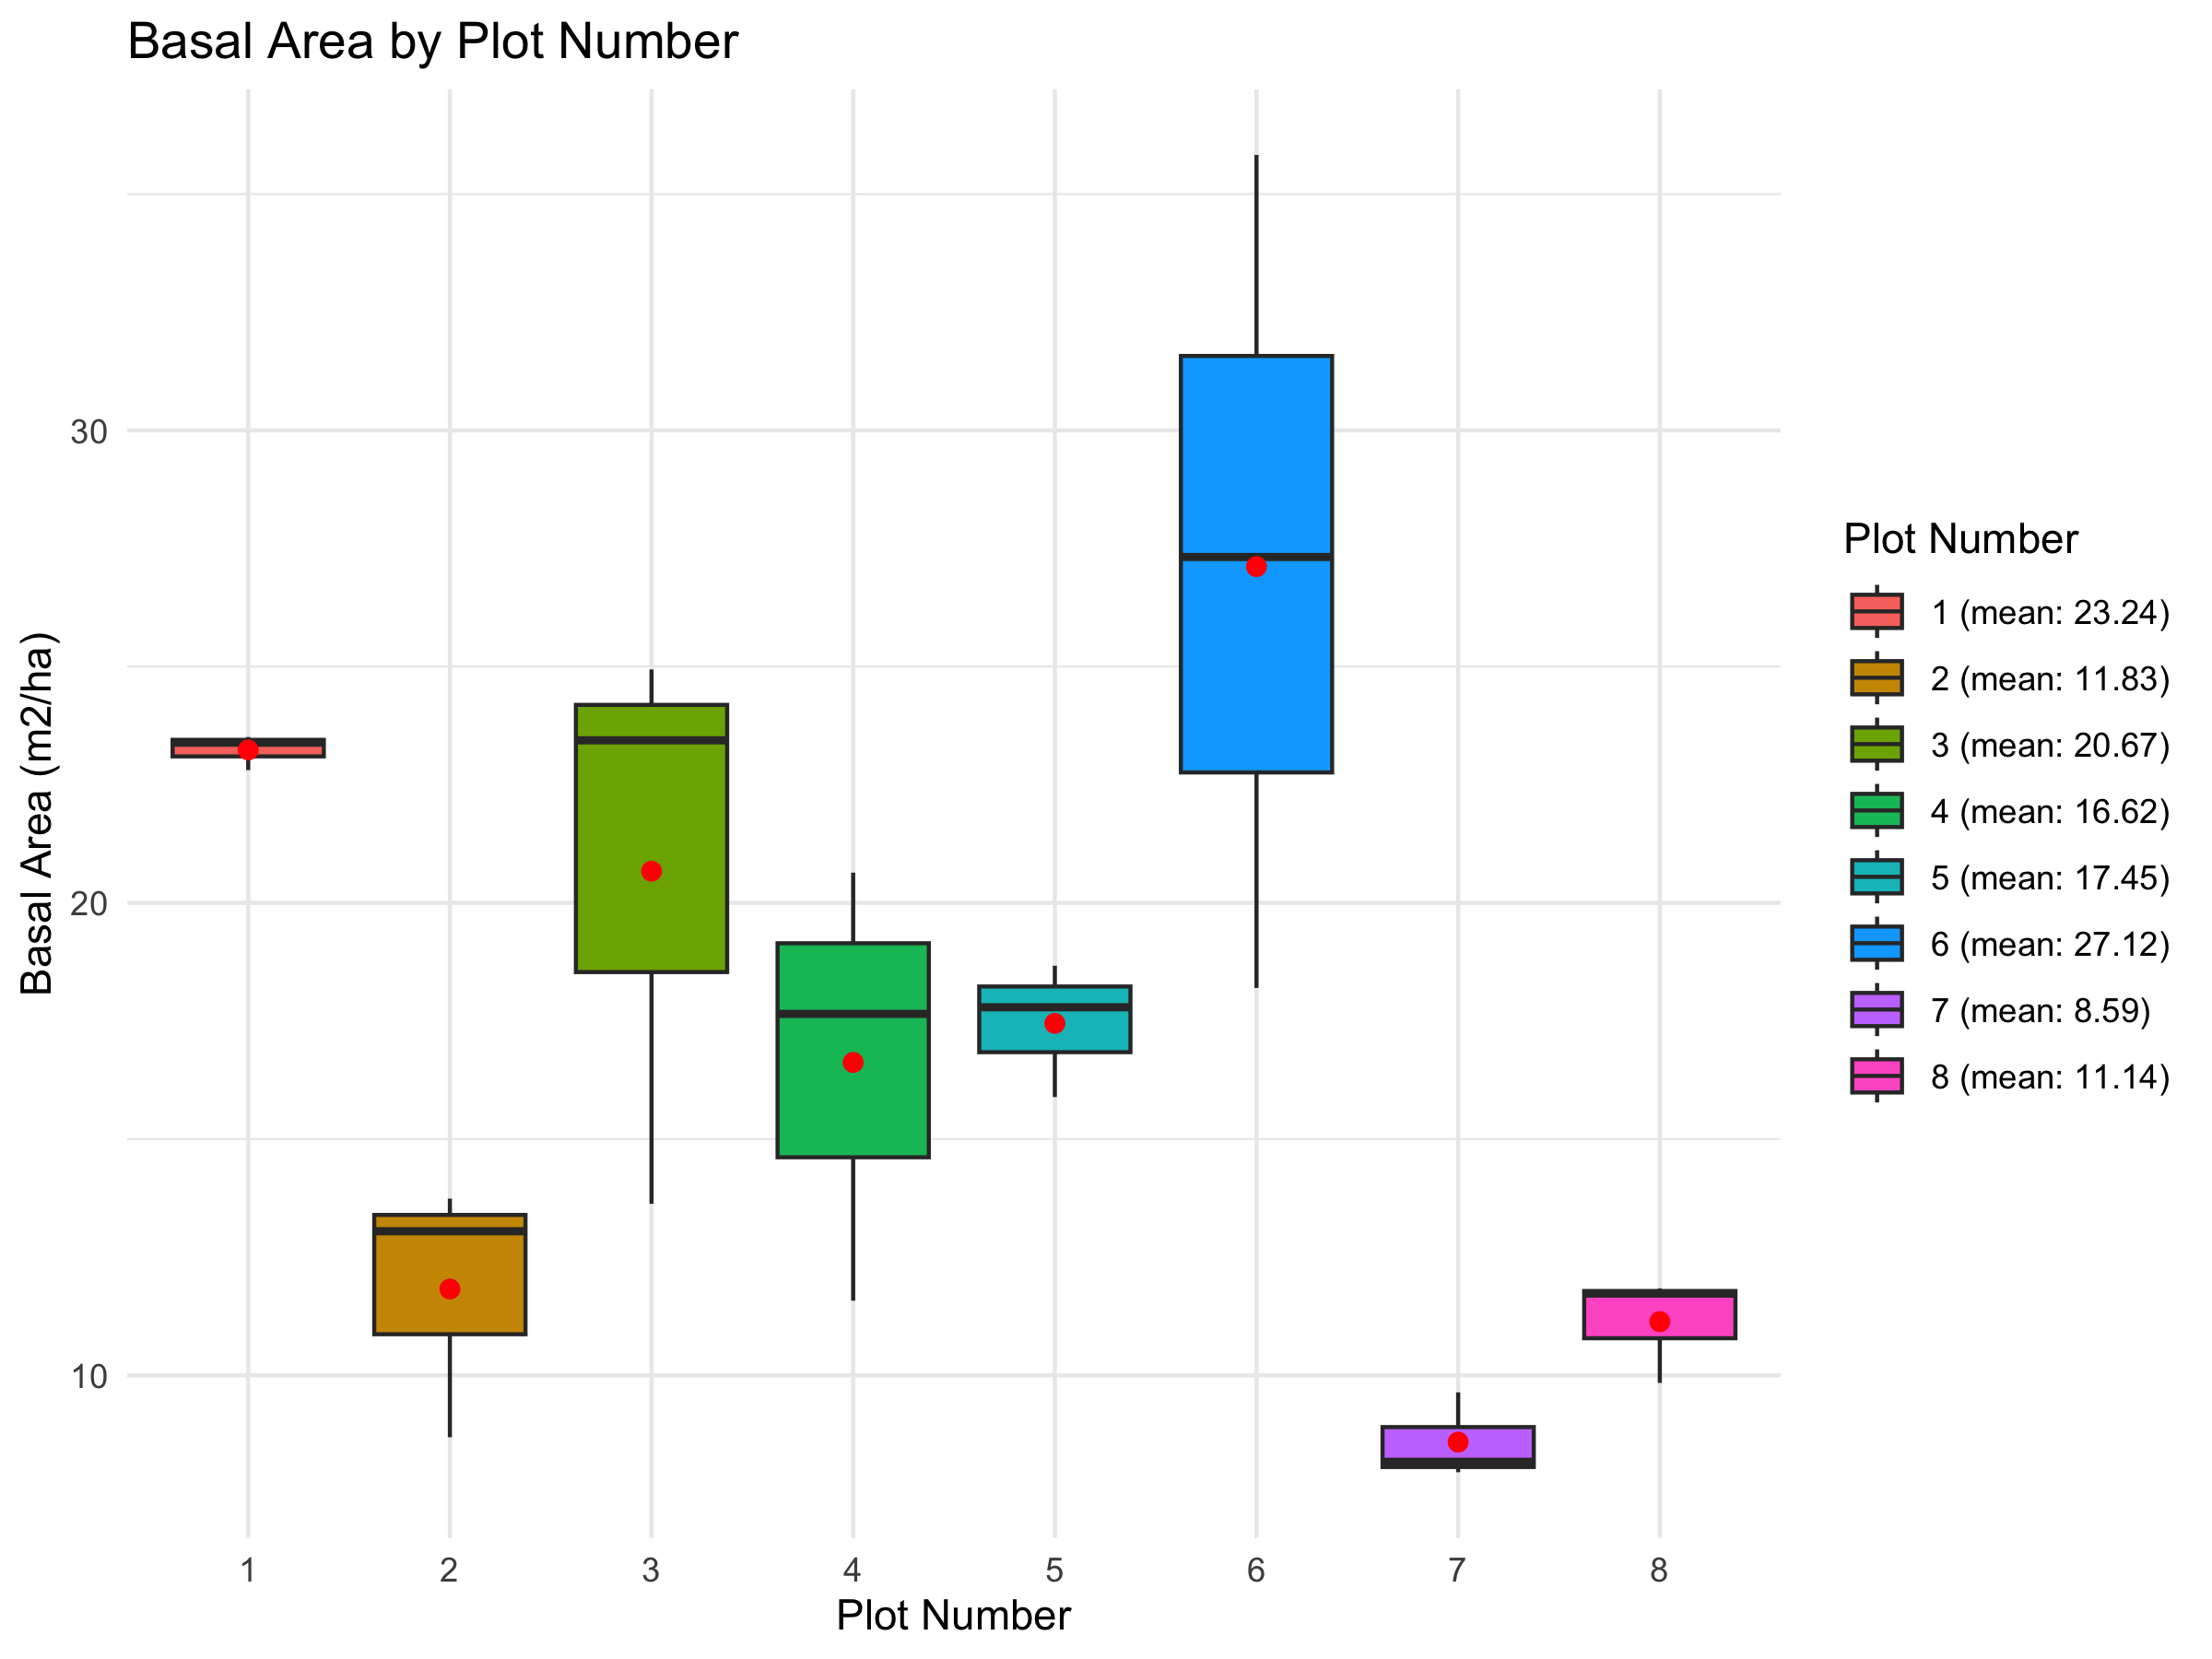 Basal Area by Plot Number
Basal Area (m2/ha)
30
20
10
1 2 3 4 5 6 7 8
Plot Number
Plot Number
1 (mean: 23.24)
2 (mean: 11.83)
3 (mean: 20.67)
4 (mean: 16.62)
5 (mean: 17.45)
6 (mean: 27.12)
7 (mean: 8.59)
8 (mean: 11.14)